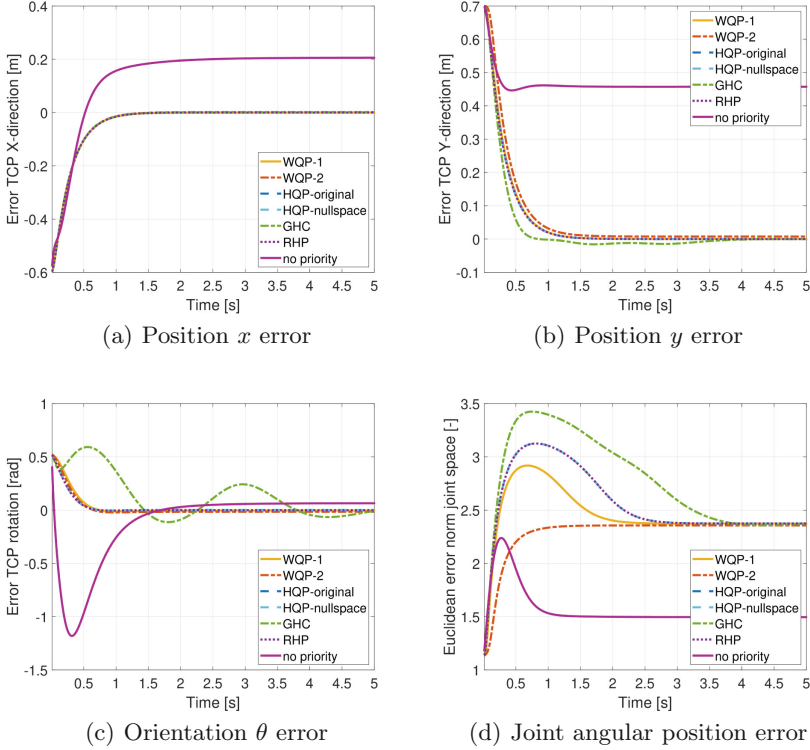 0.4
0.2
0
-0.2
-0.4
-0.6
Error TCP X-direction [m]
WQP-1
WQP-2
HQP-original
HQP-nullspace
GHC
RHP
no priority
0.5 1 1.5 2 2.5 3 3.5 4 4.5 5
Time [s]
(a) Position x error
0.7
0.6
0.5
0.4
0.3
0.2
0.1
0
-0.1
Error TCP Y-direction [m]
WQP-1
WQP-2
HQP-original
HQP-nullspace
GHC
RHP
no priority
0.5 1 1.5 2 2.5 3 3.5 4 4.5 5
Time [s]
(b) Position y error
1
0.5
0
-0.5
-1
-1.5
Error TCP rotation [rad]
WQP-1
WQP-2
HQP-original
HQP-nullspace
GHC
RHP
no priority
0.5 1 1.5 2 2.5 3 3.5 4 4.5 5
Time [s]
(c) Orientation θ error
3.5
3
2.5
2
1.5
1
Euclidean error norm joint space [-]
WQP-1
WQP-2
HQP-original
HQP-nullspace
GHC
RHP
no priority
0.5 1 1.5 2 2.5 3 3.5 4 4.5 5
Time [s]
(d) Joint angular position error